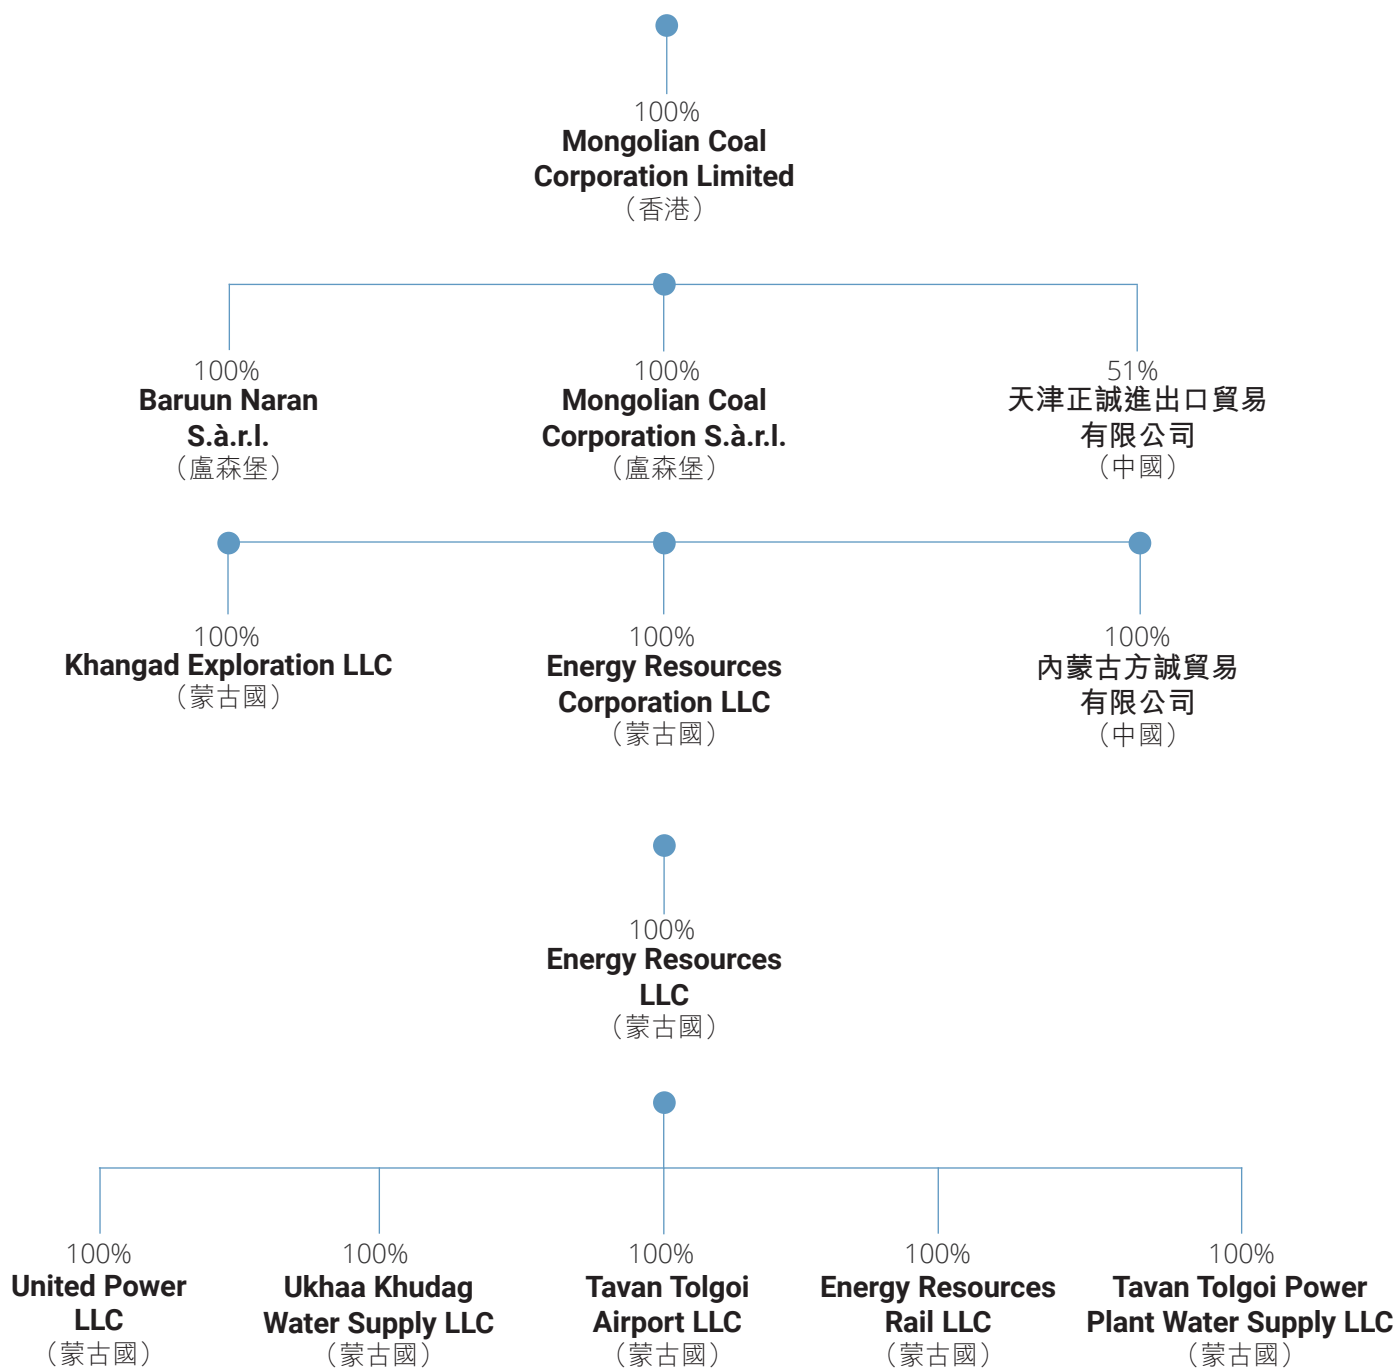 100%
Mongolian Coal
Corporation Limited
（香港）
100%
Baruun Naran
S.à.r.l.
（盧森堡）
100%
Mongolian Coal
Corporation S.à.r.l.
（盧森堡）
51%
天津正誠進出口貿易
有限公司
（中國）
100%
Khangad Exploration LLC
（蒙古國）
100%
Energy Resources
Corporation LLC
（蒙古國）
100%
內蒙古方誠貿易
有限公司
（中國）
100%
Energy Resources
LLC
（蒙古國）
100%
United Power
LLC
（蒙古國）
100%
Ukhaa Khudag
Water Supply LLC
（蒙古國）
100%
Tavan Tolgoi
Airport LLC
（蒙古國）
100%
Energy Resources
Rail LLC
（蒙古國）
100%
Tavan Tolgoi Power
Plant Water Supply LLC
（蒙古國）